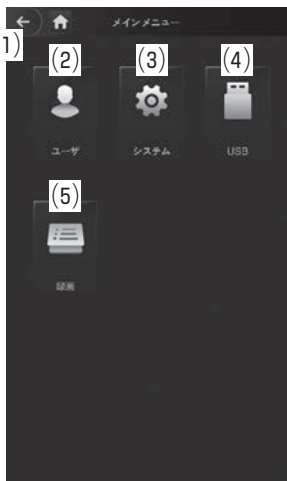 メインメニュー
1)
(2) (3) (4)
ユーザ システム USB
(5)
録画